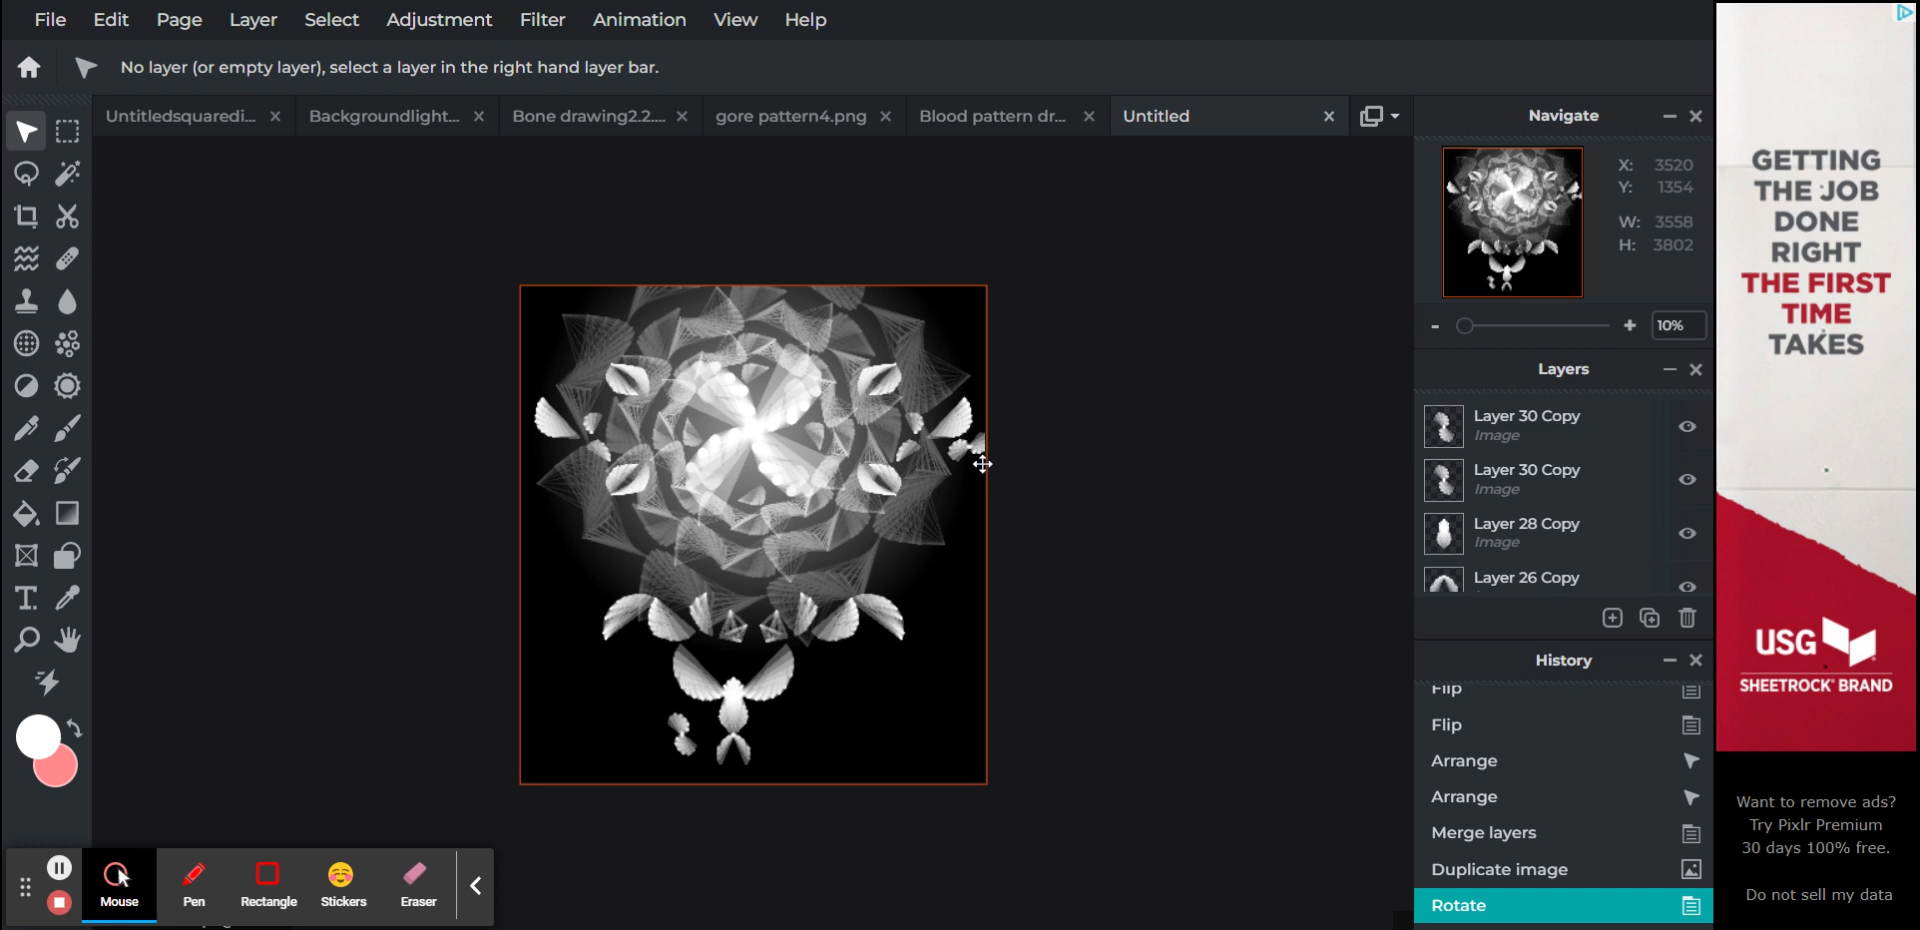 File Edit Page Layer Select Adjustment Filter Animation View Help
No layer (or empty layer), select a layer in the right hand layer bar.
Untitledsquaredi... Backgroundlight... Bone drawing2.2.... gore pattern4.png Blood pattern dr... Untitled
Navigate
X: 3520
Y: 1354
W: 3558
H: 3802
10%
Layers
Layer 30 Copy
Image
Layer 30 Copy
Image
Layer 28 Copy
Image
Layer 26 Copy
History
Flip
Flip
Arrange
Arrange
Merge layers
Duplicate image
Rotate
Mouse Pen Rectangle Stickers Eraser
GETTING
THE JOB
DONE
RIGHT
THE FIRST
TIME
TAKES
USG
SHEETROCK® BRAND
Want to remove ads?
Try Pixlr Premium
30 days 100% free.
Do not sell my data